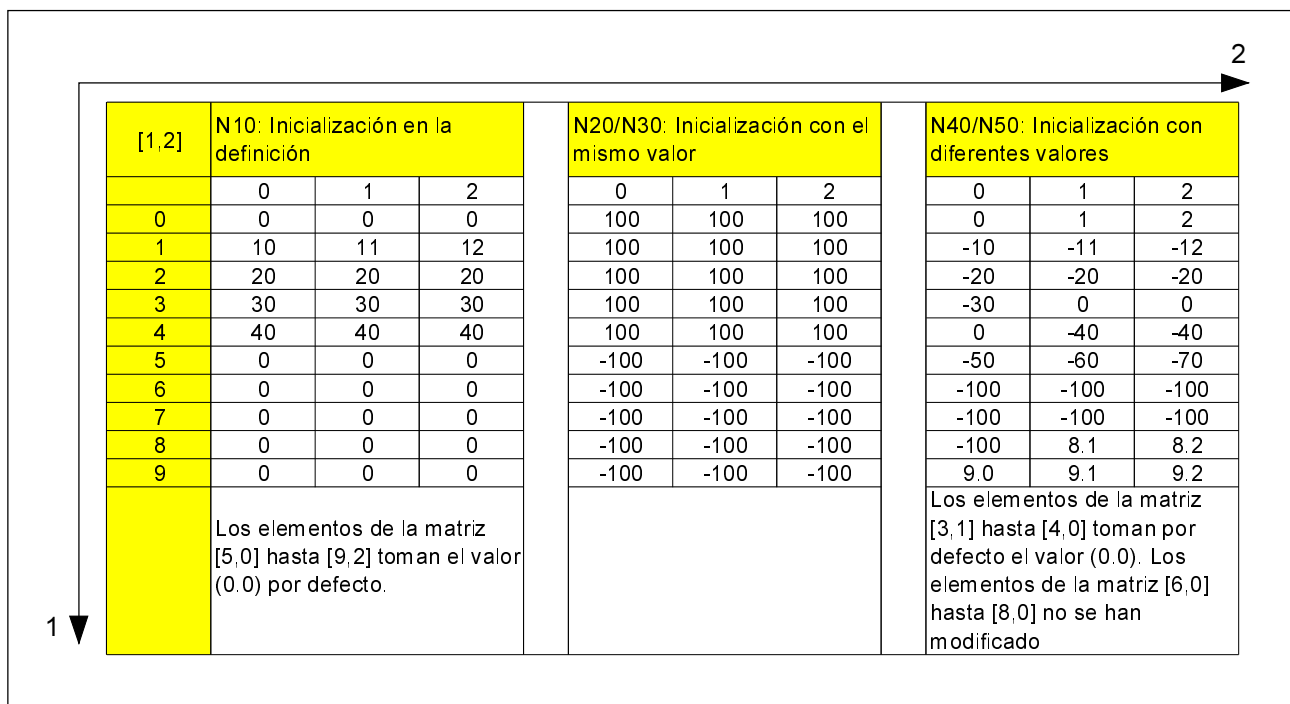 2
[1,2]
N10: Inicialización en la
definición
N20/N30: Inicialización con el
mismo valor
N40/N50: Inicialización con
diferentes valores
0 1 2 0 1 2 0 1 2
0 0 0 0 100 100 100 0 1 2
1 10 11 12 100 100 100 -10 -11 -12
2 20 20 20 100 100 100 -20 -20 -20
3 30 30 30 100 100 100 -30 0 0
4 40 40 40 100 100 100 0 -40 -40
5 0 0 0 -100 -100 -100 -50 -60 -70
6 0 0 0 -100 -100 -100 -100 -100 -100
7 0 0 0 -100 -100 -100 -100 -100 -100
8 0 0 0 -100 -100 -100 -100 8.1 8.2
9 0 0 0 -100 -100 -100 9.0 9.1 9.2
Los elementos de la matriz
[5,0] hasta [9,2] toman el valor
(0.0) por defecto.
Los elementos de la matriz
[3,1] hasta [4,0] toman por
defecto el valor (0.0). Los
elementos de la matriz [6,0]
hasta [8,0] no se han
modificado
1